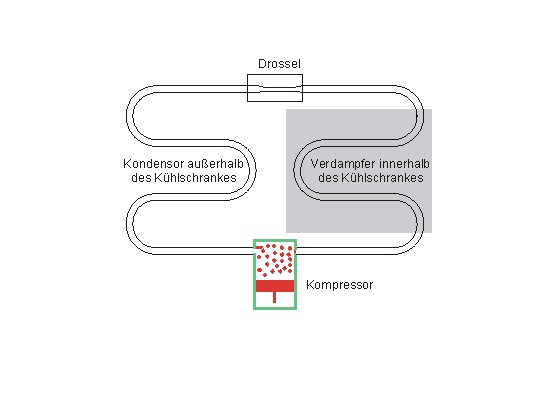 Drossel
Kondensor außerhalb
des Kühlschrankes
Verdampfer innerhalb
des Kühlschrankes
Kompressor